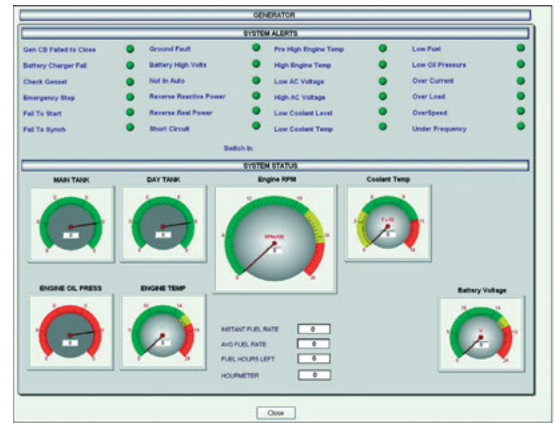 GENERATOR
SYSTEM ALERTS
Gen CB Failed to Close
Ground Fault
Pre High Engine Temp
Low Fuel
Battery Charger Fail
Battery High Volts
High Engine Temp
Low Oil Pressure
Check Genset
Not In Auto
Low AC Voltage
Over Current
Emergency Stop
Reverse Reactive Power
High AC Voltage
Over Load
Fail To Start
Reverse Real Power
Low Coolant Level
OverSpeed
Fail To Synch
Short Circuit
Low Coolant Temp
Under Frequency
Switch In
SYSTEM STATUS
MAIN TANK
DAY TANK
Engine RPM
Coolant Temp
ENGINE OIL PRESS
ENGINE TEMP
Battery Voltage
INSTANT FUEL RATE 0
AVG FUEL RATE 0
FUEL HOURS LEFT 0
HOURMETER 0
Close